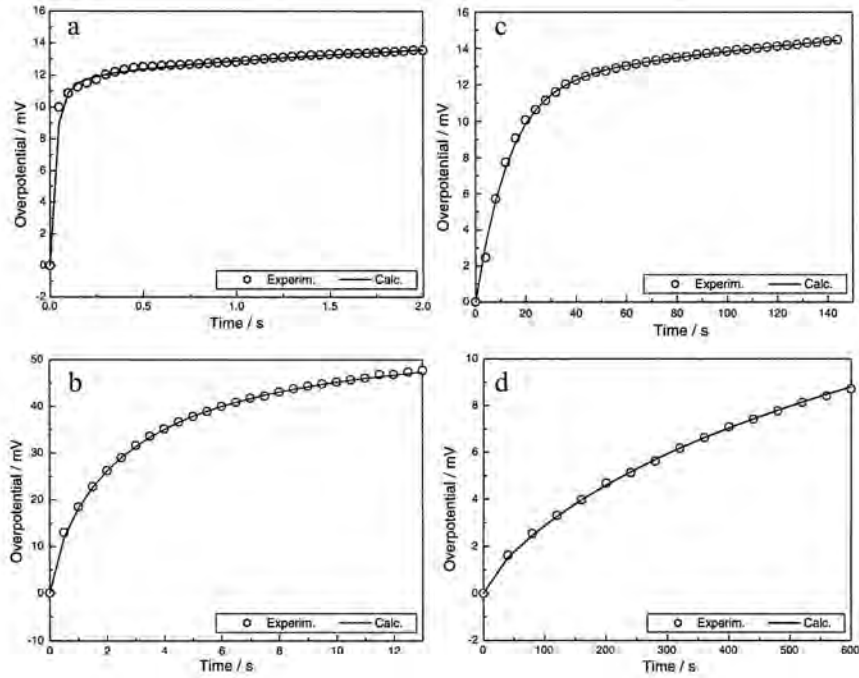 a
16
14
12
10
8
6
4
2
0
-2
Overpotential / mV
0.0 0.5 1.0 1.5 2.0
Time / s
Experim. Calc.
c
16
14
12
10
8
6
4
2
0
Overpotential / mV
0 20 40 60 80 100 120 140
Time / s
Experim. Calc.
b
50
40
30
20
10
0
-10
Overpotential / mV
0 2 4 6 8 10 12
Time / s
Experim. Calc.
d
10
8
6
4
2
0
-2
Overpotential / mV
0 100 200 300 400 500 600
Time / s
Experim. Calc.